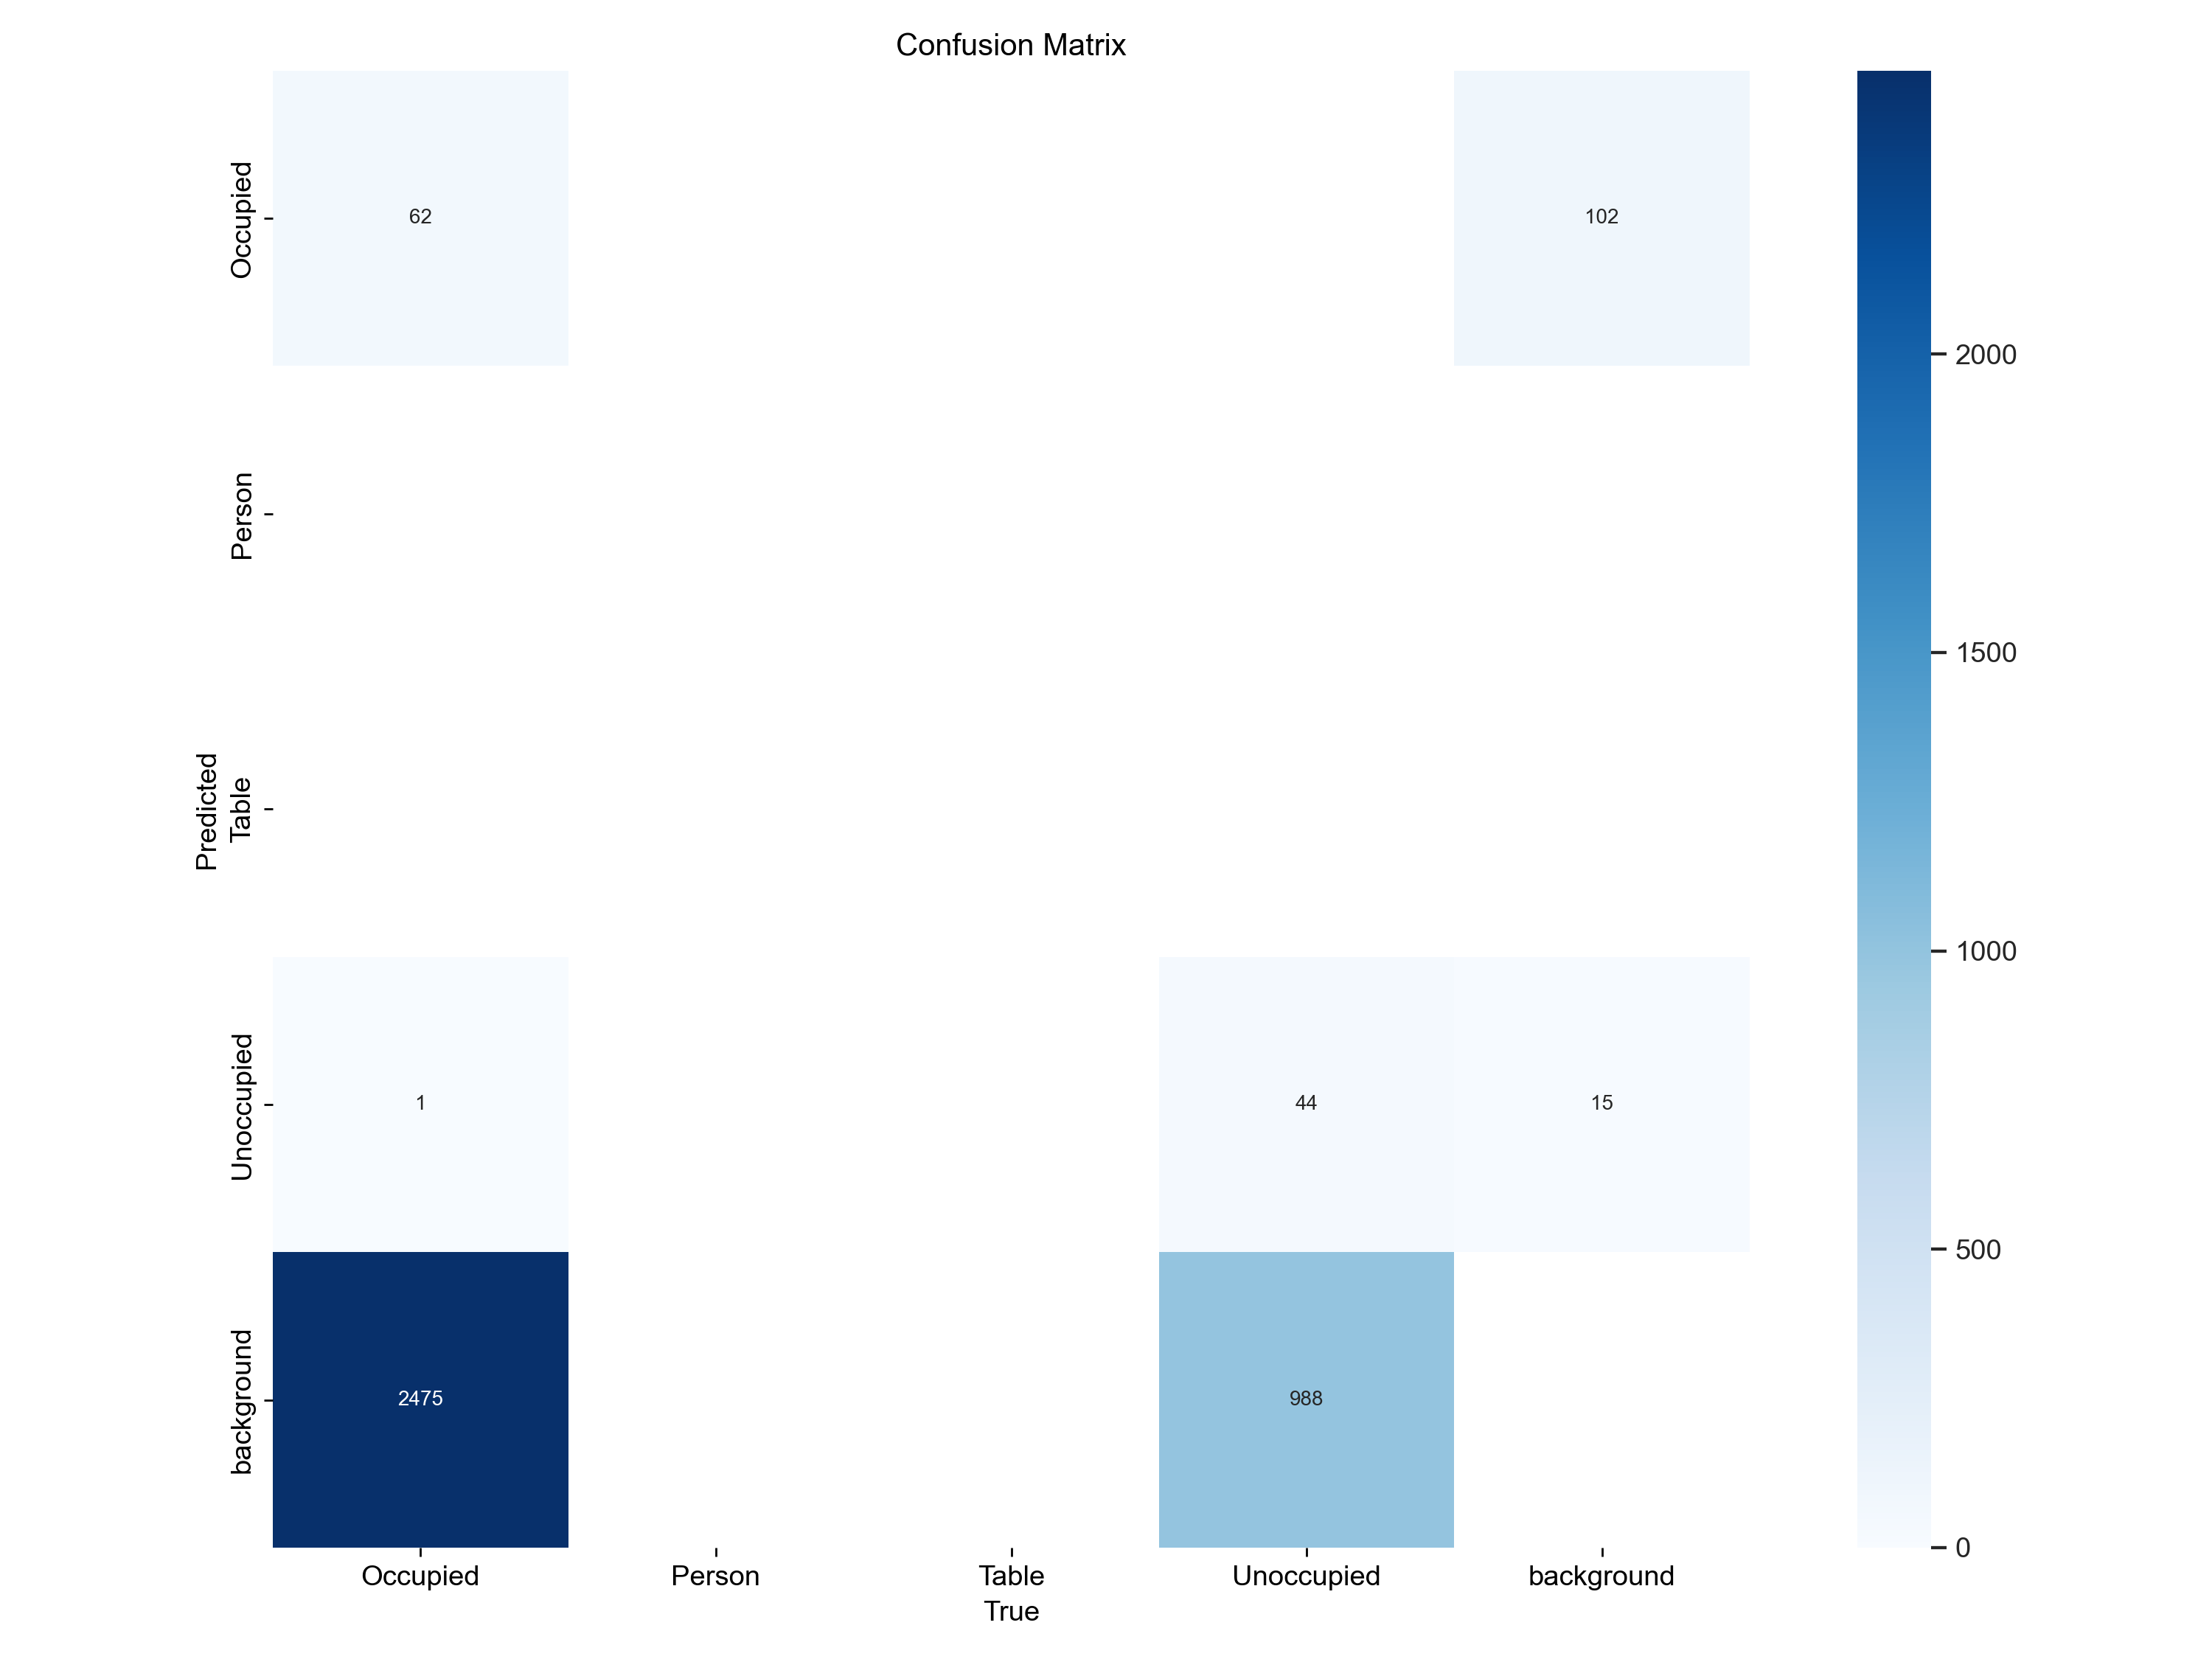 Confusion Matrix
Predicted
Occupied
Person
Table
Unoccupied
background
62
102
1
44
15
2475
988
Occupied
Person
Table
Unoccupied
background
True
2000
1500
1000
500
0